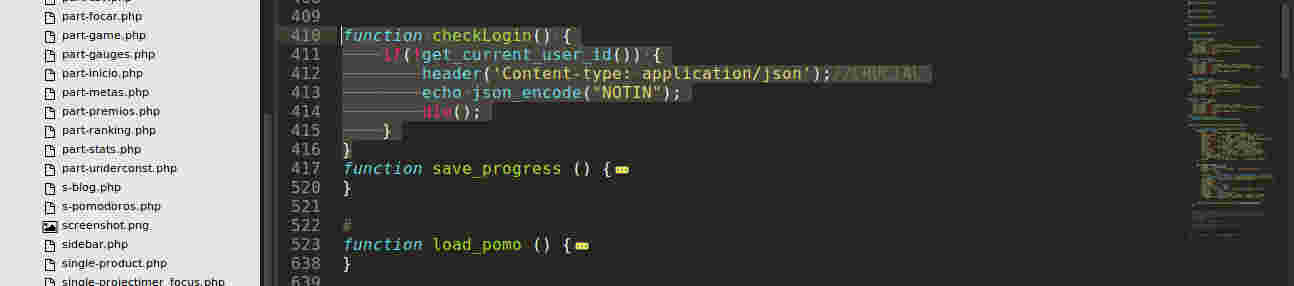 part-focar.php
part-game.php
part-gauges.php
part-inicio.php
part-metas.php
part-premios.php
part-ranking.php
part-stats.php
part-underconst.php
s-blog.php
s-pomodoros.php
screenshot.png
sidebar.php
single-product.php
single-projectimer_focus.php
409
410 function checkLogin() {
411 if(!get_current_user_id()) {
412 header('Content-type: application/json');//CRUCIAL
413 echo json_encode("NOTIN");
414 die();
415 }
416 }
417 function save_progress () {
520 }
521
522 #
523 function load_pomo () {
638 }
639